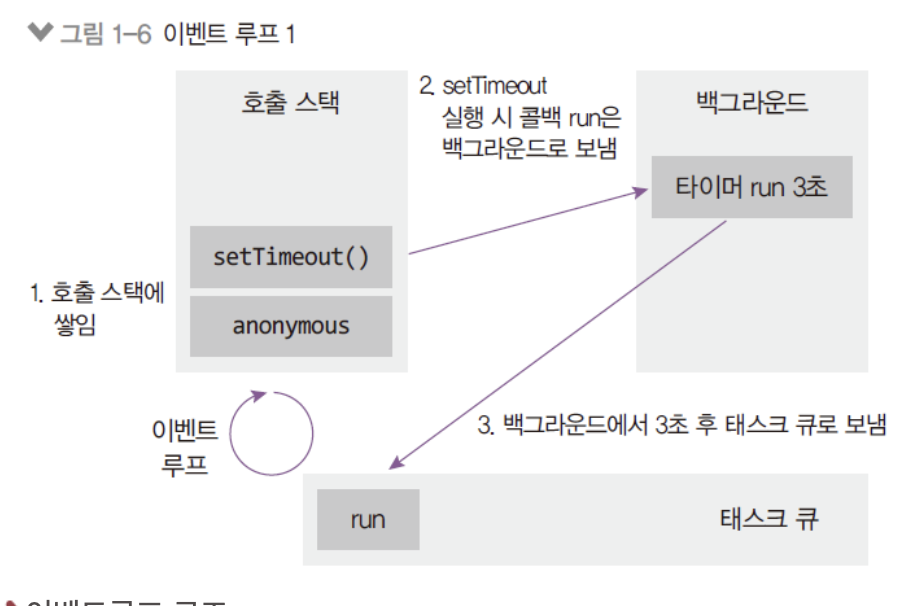 그림 1-6 이벤트 루프 1
호출 스택
2. setTimeout
실행 시 콜백 run은
백그라운드로 보냄
백그라운드
타이머 run 3초
setTimeout()
1. 호출 스택에
쌓임
anonymous
이벤트
루프
3. 백그라운드에서 3초 후 태스크 큐로 보냄
run
태스크 큐